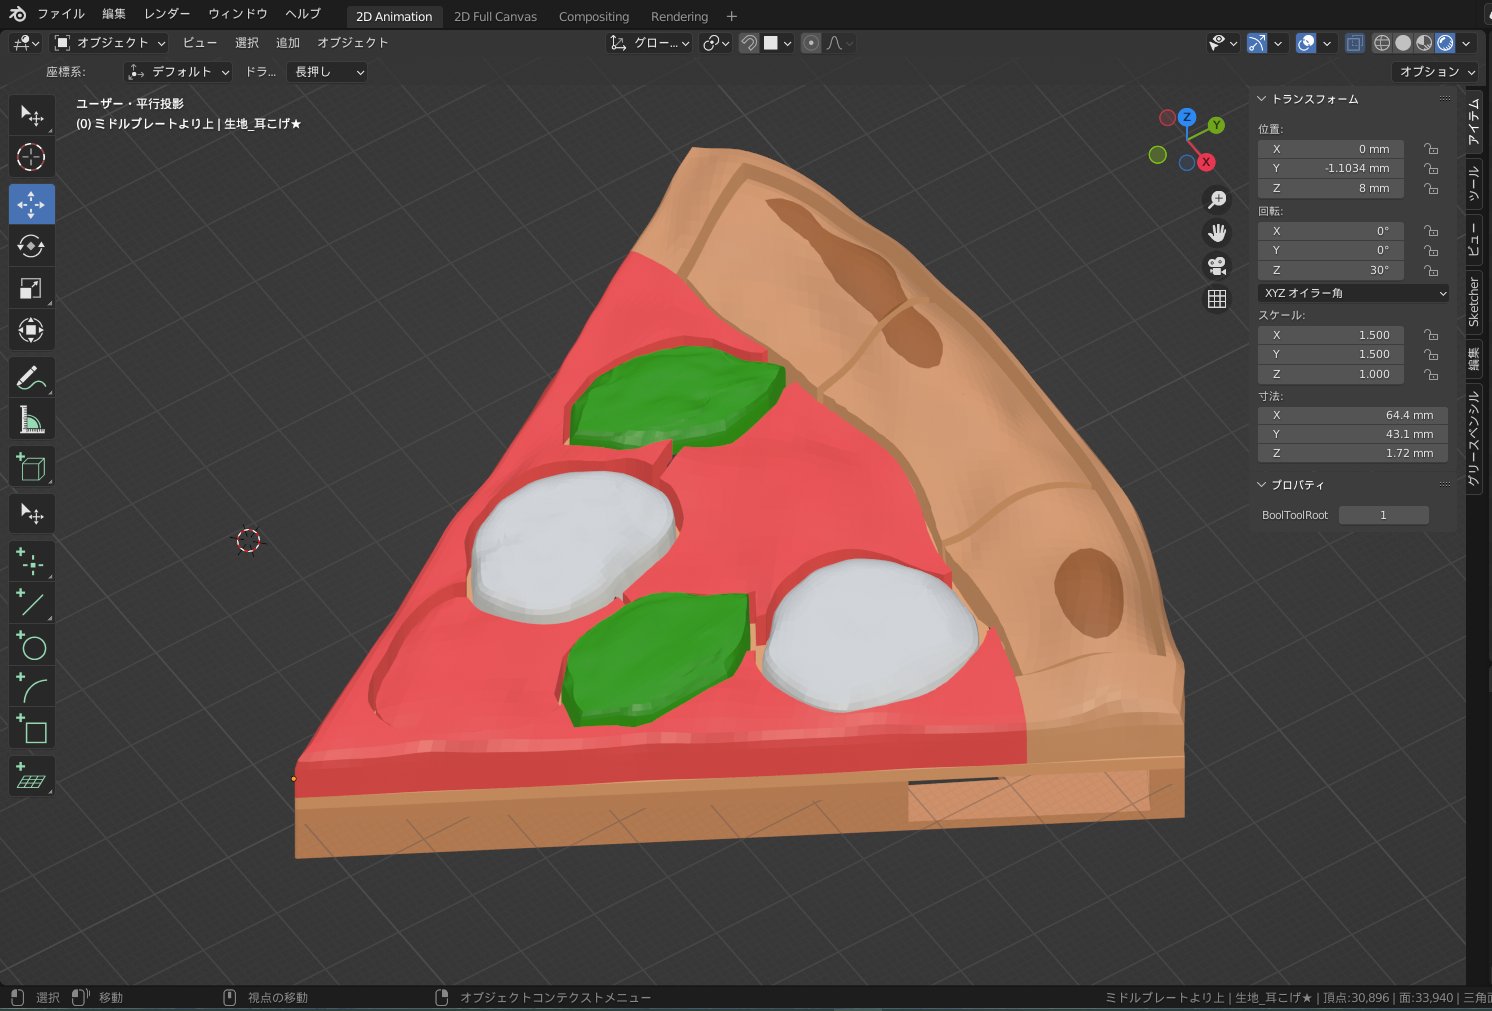 ファイル 編集 レンダー ウィンドウ ヘルプ 2D Animation 2D Full Canvas Compositing Rendering
オブジェクト ビュー 選択 追加 オブジェクト グロー...
座標系: デフォルト ドラ... 長押し オプション
ユーザー・平行投影
(0) ミドルプレートより上 | 生地_耳こげ★
Z
Y
X
トランスフォーム
位置:
X 0 mm
Y -1.1034 mm
Z 8 mm
回転:
X 0°
Y 0°
Z 30°
XYZ オイラー角
スケール:
X 1.500
Y 1.500
Z 1.000
寸法:
X 64.4 mm
Y 43.1 mm
Z 1.72 mm
プロパティ
BoolToolRoot 1
アイテム
ツール
ビュー
Sketcher
編集
グリースペンシル
選択 移動 視点の移動 オブジェクトコンテクストメニュー ミドルプレートより上 | 生地_耳こげ★ | 頂点:30,896 | 面:33,940 | 三角面